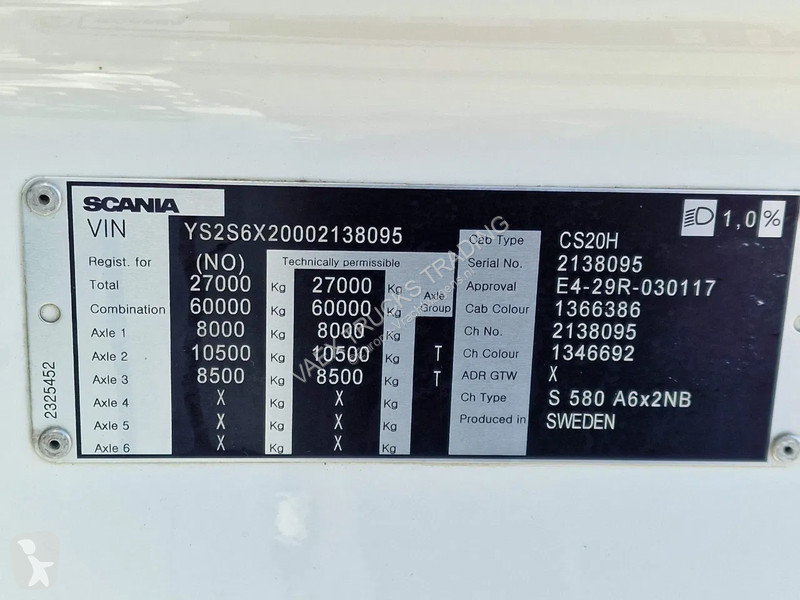 SCANIA
1,0 %
VIN YS2S6X20002138095
Cab Type CS20H
Regist. for (NO) Technically permissible
Serial No. 2138095
Total 27000 Kg 27000 Kg Axle Group
Approval E4-29R-030117
Combination 60000 Kg 60000 Kg
Cab Colour 1366386
Axle 1 8000 Kg 8000 Kg
Ch No. 2138095
Axle 2 10500 Kg 10500 Kg T
Ch Colour 1346692
Axle 3 8500 Kg 8500 Kg T
ADR GTW X
Axle 4 X Kg X Kg
Ch Type S 580 A6x2NB
Axle 5 X Kg X Kg
Produced in SWEDEN
Axle 6 X Kg X Kg
2325452
VAEX TRUCKS TRADING